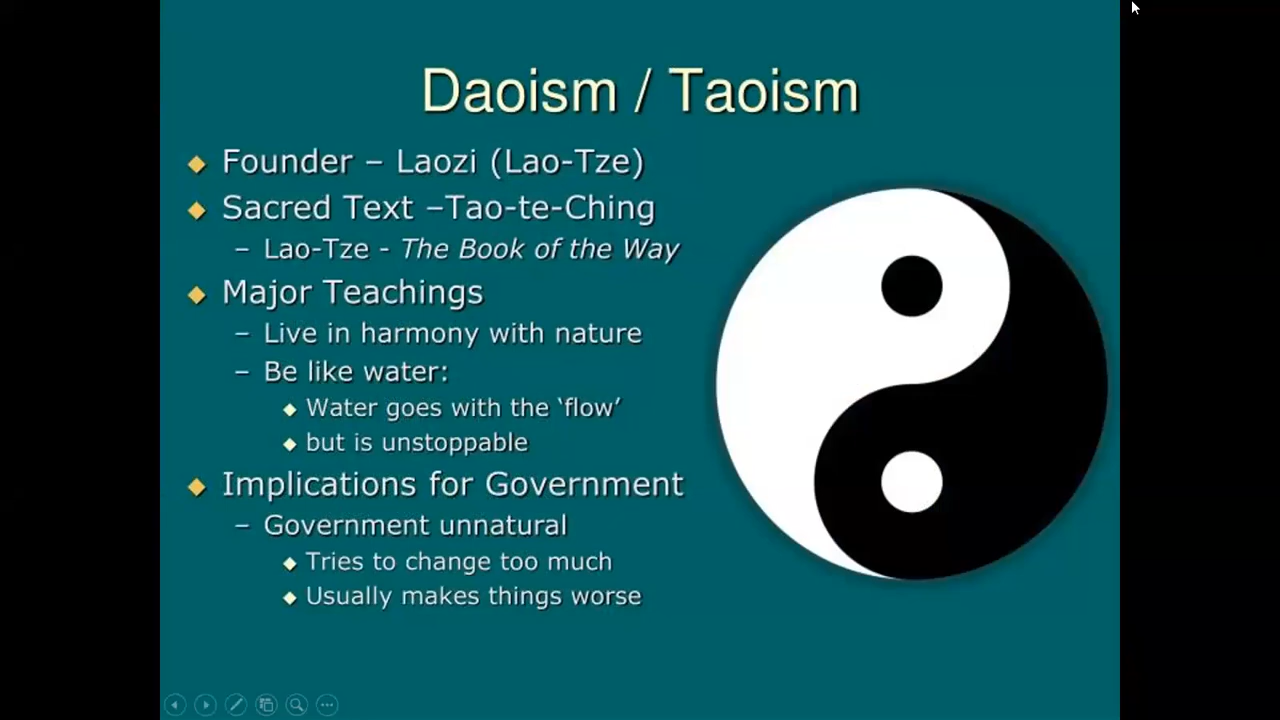 Daoism / Taoism
Founder – Laozi (Lao-Tze)
Sacred Text –Tao-te-Ching
– Lao-Tze - The Book of the Way
Major Teachings
– Live in harmony with nature
– Be like water:
Water goes with the ‘flow’
but is unstoppable
Implications for Government
– Government unnatural
Tries to change too much
Usually makes things worse